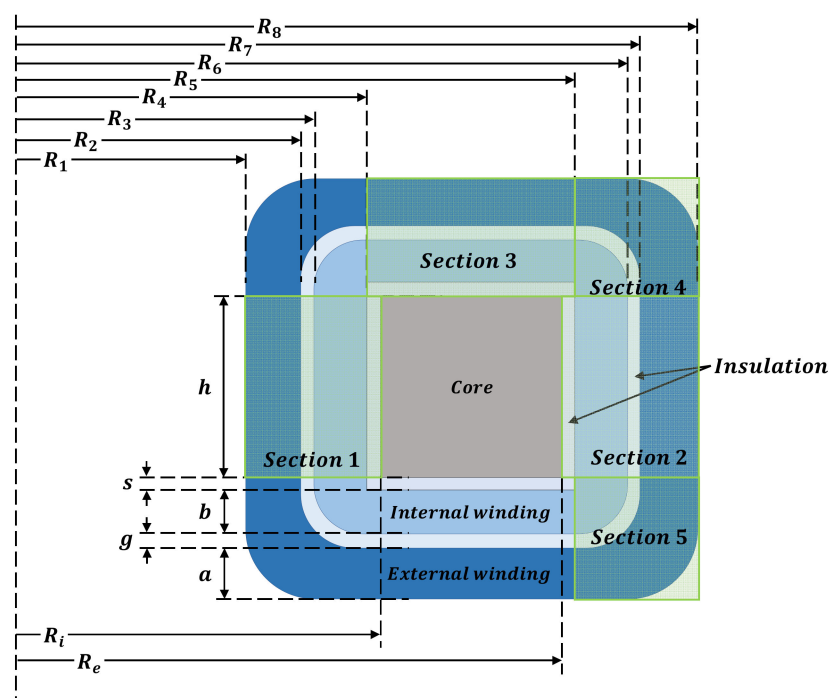 R₈
R₇
R₆
R₅
R₄
R₃
R₂
R₁
Section 3
Section 4
h
Core
Insulation
Section 1
Section 2
s
b
Internal winding
g
Section 5
a
External winding
Rᵢ
Rₑ